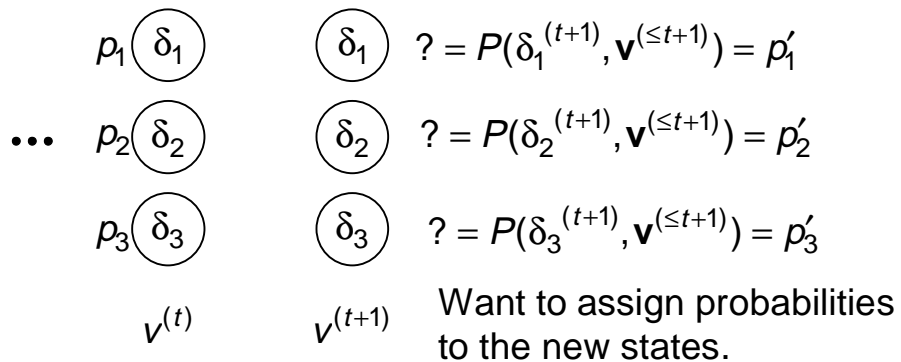 p₁ δ₁ δ₁ ? = P(δ₁⁽ᵗ⁺¹⁾, v⁽≤ᵗ⁺¹⁾) = p′₁
... p₂ δ₂ δ₂ ? = P(δ₂⁽ᵗ⁺¹⁾, v⁽≤ᵗ⁺¹⁾) = p′₂
p₃ δ₃ δ₃ ? = P(δ₃⁽ᵗ⁺¹⁾, v⁽≤ᵗ⁺¹⁾) = p′₃
v⁽ᵗ⁾ v⁽ᵗ⁺¹⁾ Want to assign probabilities
to the new states.